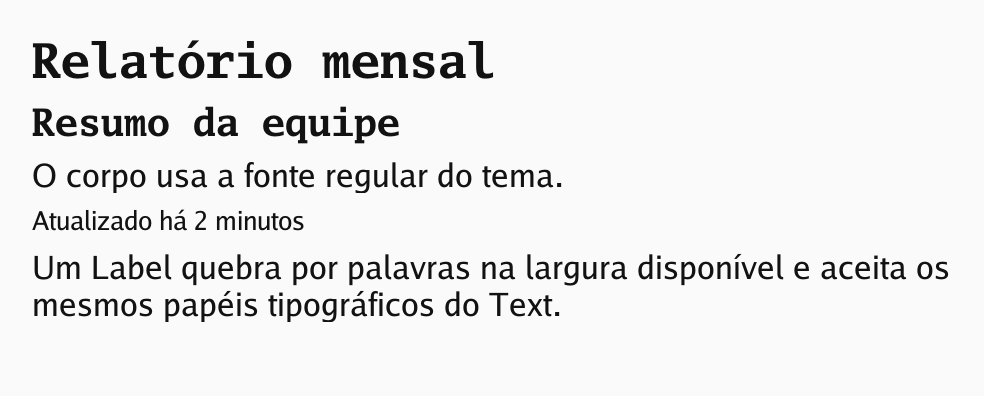 Relatório mensal
Resumo da equipe
O corpo usa a fonte regular do tema.
Atualizado há 2 minutos
Um Label quebra por palavras na largura disponível e aceita os
mesmos papéis tipográficos do Text.